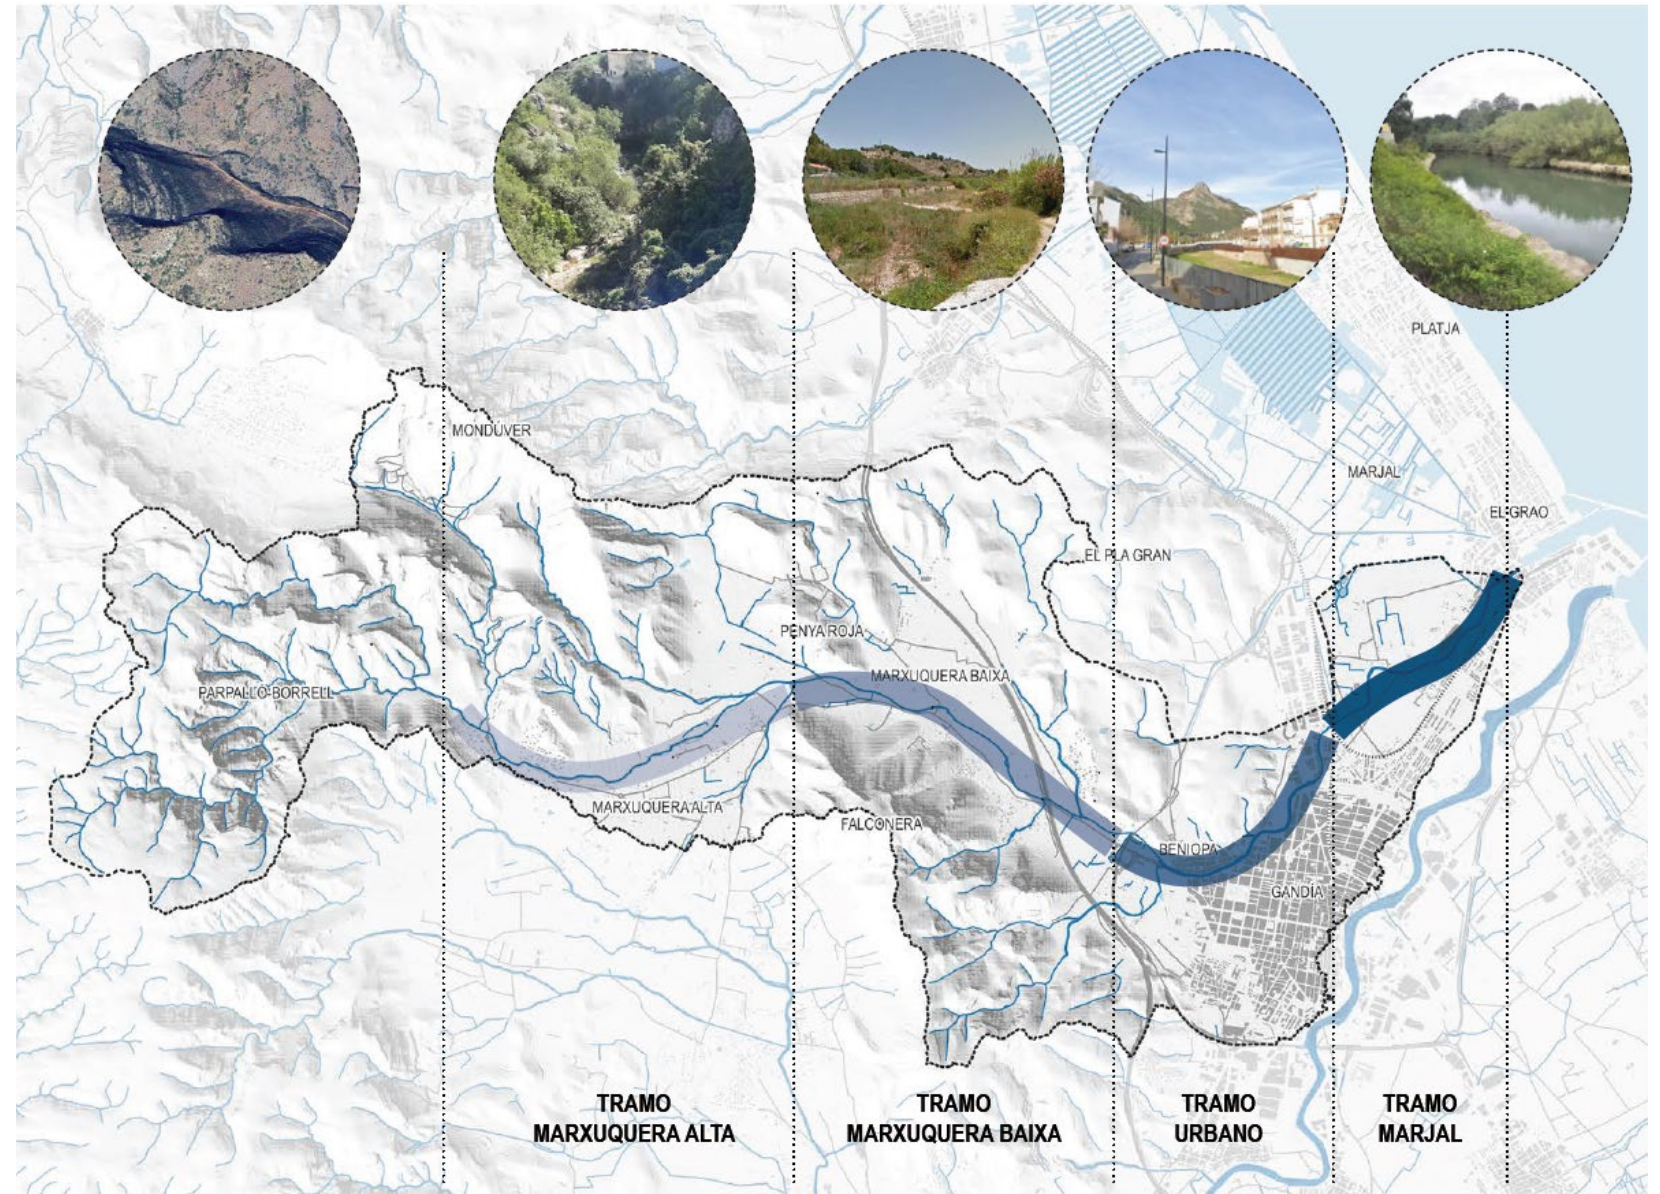 PLATJA
MONDÚVER
MARJAL
EL GRAO
EL PLA GRAN
PENYA ROJA
MARXUQUERA BAIXA
PARPALLÓ-BORRELL
MARXUQUERA ALTA
FALCONERA
BENIOPA
GANDÍA
TRAMO
MARXUQUERA ALTA
TRAMO
MARXUQUERA BAIXA
TRAMO
URBANO
TRAMO
MARJAL